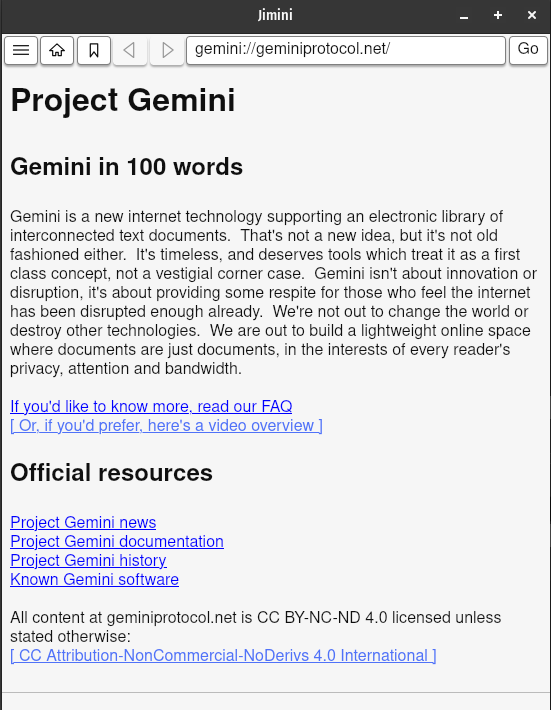 Jimini
gemini://geminiprotocol.net/
Go
Project Gemini
Gemini in 100 words
Gemini is a new internet technology supporting an electronic library of
interconnected text documents.  That's not a new idea, but it's not old
fashioned either.  It's timeless, and deserves tools which treat it as a first
class concept, not a vestigial corner case.  Gemini isn't about innovation or
disruption, it's about providing some respite for those who feel the internet
has been disrupted enough already.  We're not out to change the world or
destroy other technologies.  We are out to build a lightweight online space
where documents are just documents, in the interests of every reader's
privacy, attention and bandwidth.
If you'd like to know more, read our FAQ
[ Or, if you'd prefer, here's a video overview ]
Official resources
Project Gemini news
Project Gemini documentation
Project Gemini history
Known Gemini software
All content at geminiprotocol.net is CC BY-NC-ND 4.0 licensed unless
stated otherwise:
[ CC Attribution-NonCommercial-NoDerivs 4.0 International ]